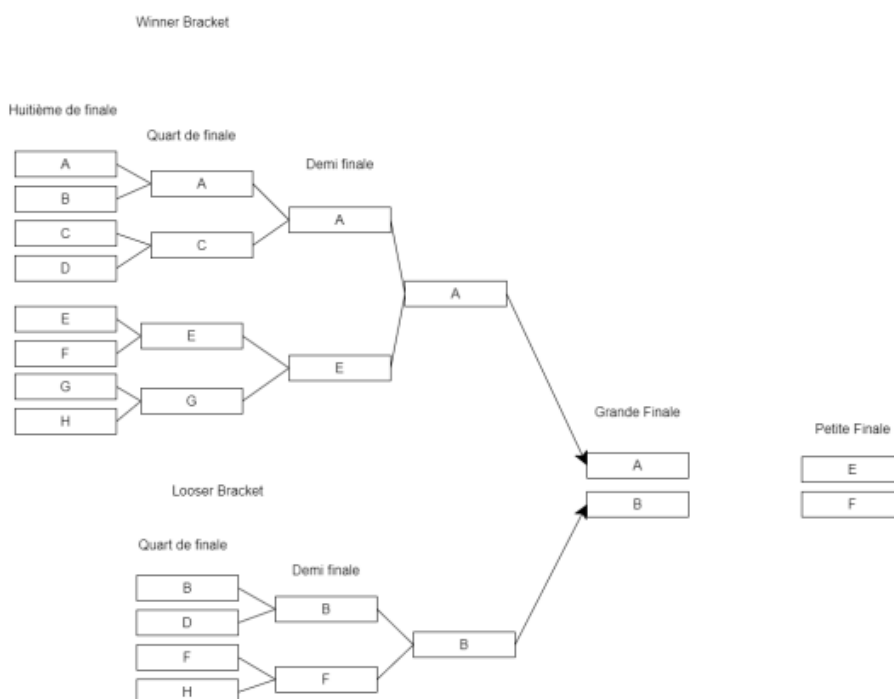 Winner Bracket
Huitième de finale
Quart de finale
Demi finale
A
B
C
D
E
F
G
H
A
C
E
G
A
E
A
Grande Finale
A
B
Petite Finale
E
F
Looser Bracket
Quart de finale
Demi finale
B
D
F
H
B
F
B